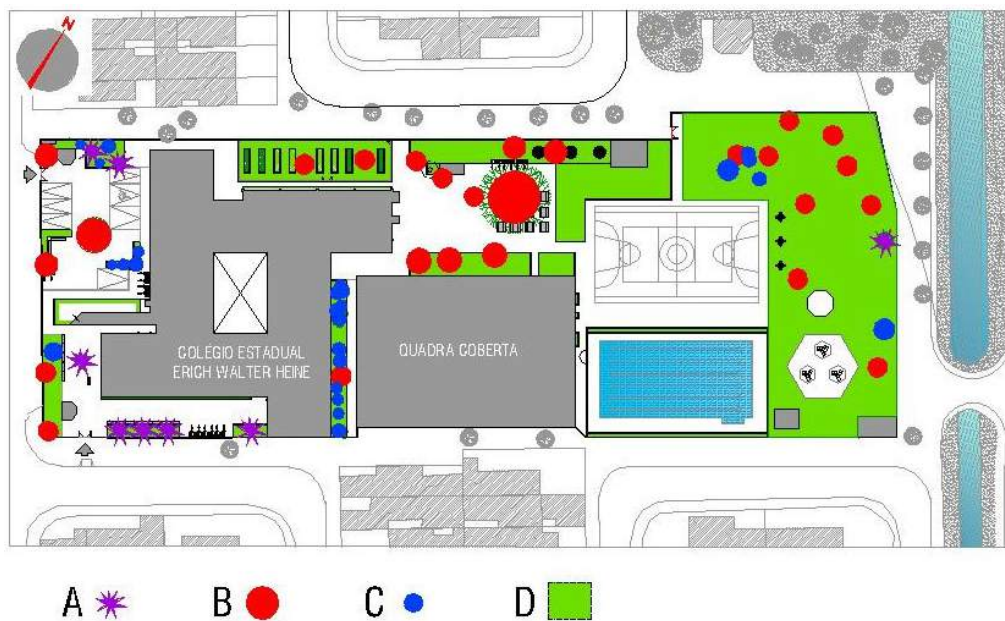 N
COLÉGIO ESTADUAL
ERICH WALTER HEINE
QUADRA COBERTA
A
B
C
D